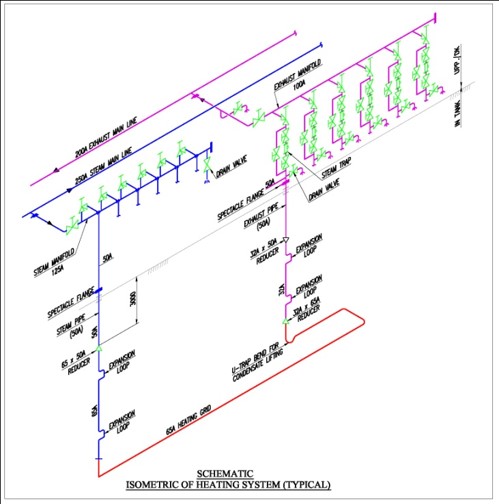 EXHAUST MANIFOLD
100A
UPP. DK.
IN TANK
200A EXHAUST MAIN LINE
250A STEAM MAIN LINE
DRAIN VALVE
STEAM TRAP
DRAIN VALVE
50A
SPECTACLE FLANGE
EXHAUST PIPE
(50A)
STEAM MANIFOLD
125A
50A
32A x 50A
REDUCER
EXPANSION
LOOP
SPECTACLE FLANGE
3000
32A
EXPANSION
LOOP
STEAM PIPE
(50A)
50A
32A x 65A
REDUCER
65 x 50A
REDUCER
U-TRAP BEND FOR
CONDENSATE LIFTING
EXPANSION
LOOP
65A
EXPANSION
LOOP
65A HEATING GRID
SCHEMATIC
ISOMETRIC OF HEATING SYSTEM (TYPICAL)